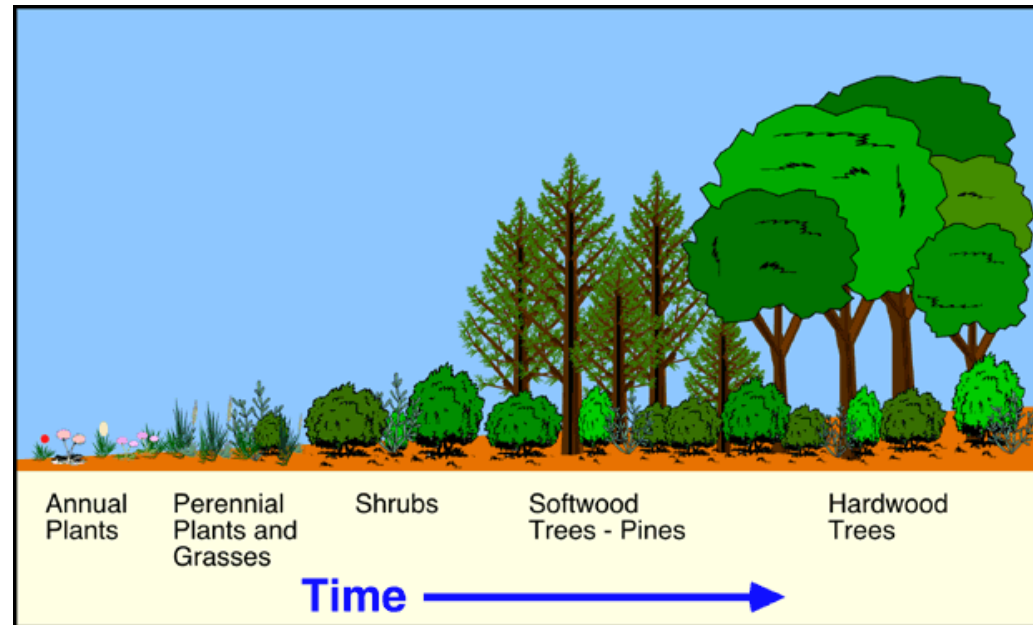 Annual
Plants
Perennial
Plants and
Grasses
Shrubs
Softwood
Trees - Pines
Hardwood
Trees
Time